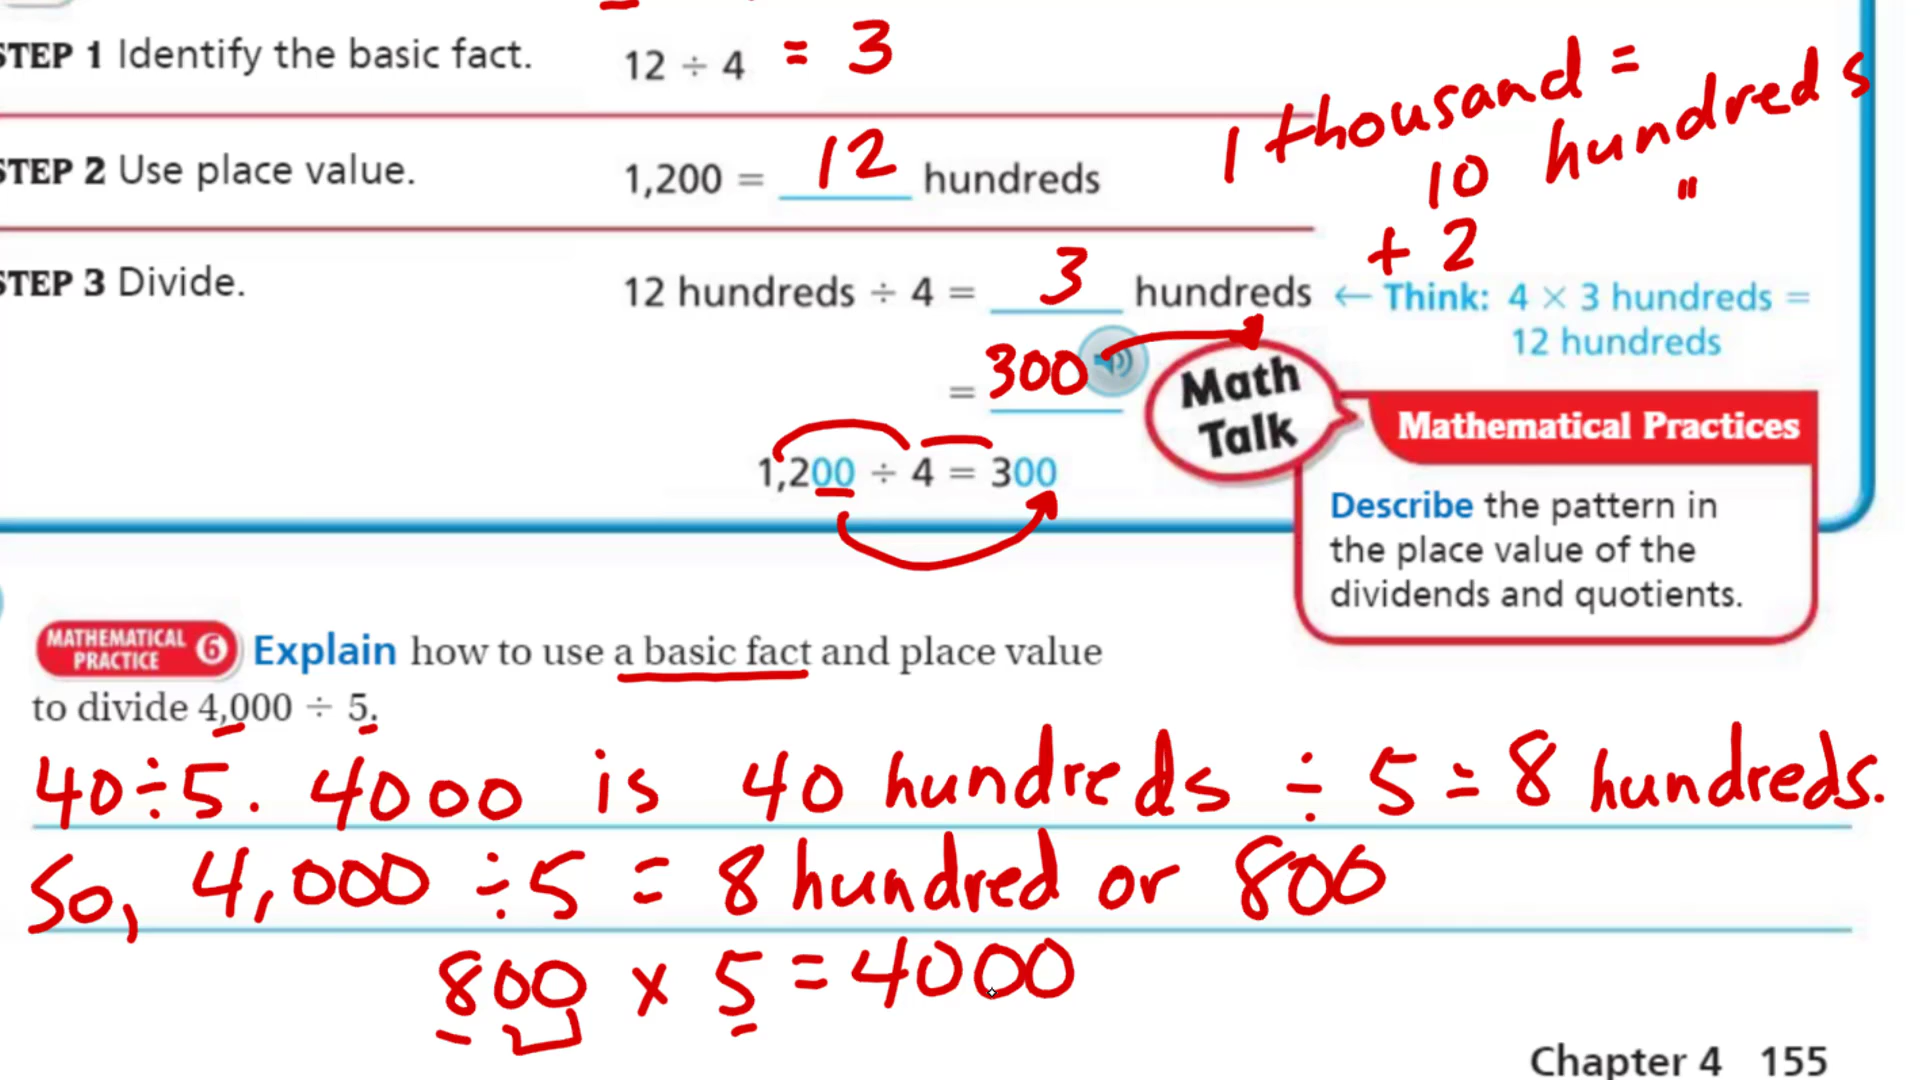 STEP 1 Identify the basic fact. 12 ÷ 4 = 3
1 thousand =
10 hundreds
+ 2 "
STEP 2 Use place value. 1,200 = 12 hundreds
STEP 3 Divide. 12 hundreds ÷ 4 = 3 hundreds ← Think: 4 × 3 hundreds =
12 hundreds
= 300
1,200 ÷ 4 = 300
Math
Talk
Mathematical Practices
Describe the pattern in
the place value of the
dividends and quotients.
MATHEMATICAL
PRACTICE 6
Explain how to use a basic fact and place value
to divide 4,000 ÷ 5.
40÷5. 4000 is 40 hundreds ÷ 5 = 8 hundreds.
So, 4,000 ÷5 = 8 hundred or 800
800 x 5 = 4000
Chapter 4 155